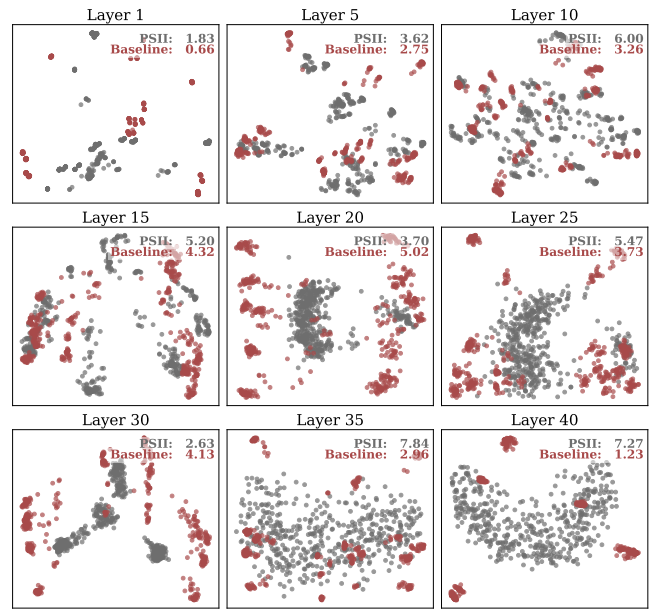 Layer 1
PSII: 1.83
Baseline: 0.66
Layer 5
PSII: 3.62
Baseline: 2.75
Layer 10
PSII: 6.00
Baseline: 3.26
Layer 15
PSII: 5.20
Baseline: 4.32
Layer 20
PSII: 3.70
Baseline: 5.02
Layer 25
PSII: 5.47
Baseline: 3.73
Layer 30
PSII: 2.63
Baseline: 4.13
Layer 35
PSII: 7.84
Baseline: 2.96
Layer 40
PSII: 7.27
Baseline: 1.23